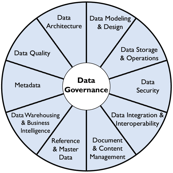 Data
Architecture
Data Modeling
& Design
Data Storage
& Operations
Data
Security
Data Integration &
Interoperability
Document
& Content
Management
Reference
& Master
Data
Data Warehousing
& Business
Intelligence
Metadata
Data Quality
Data
Governance